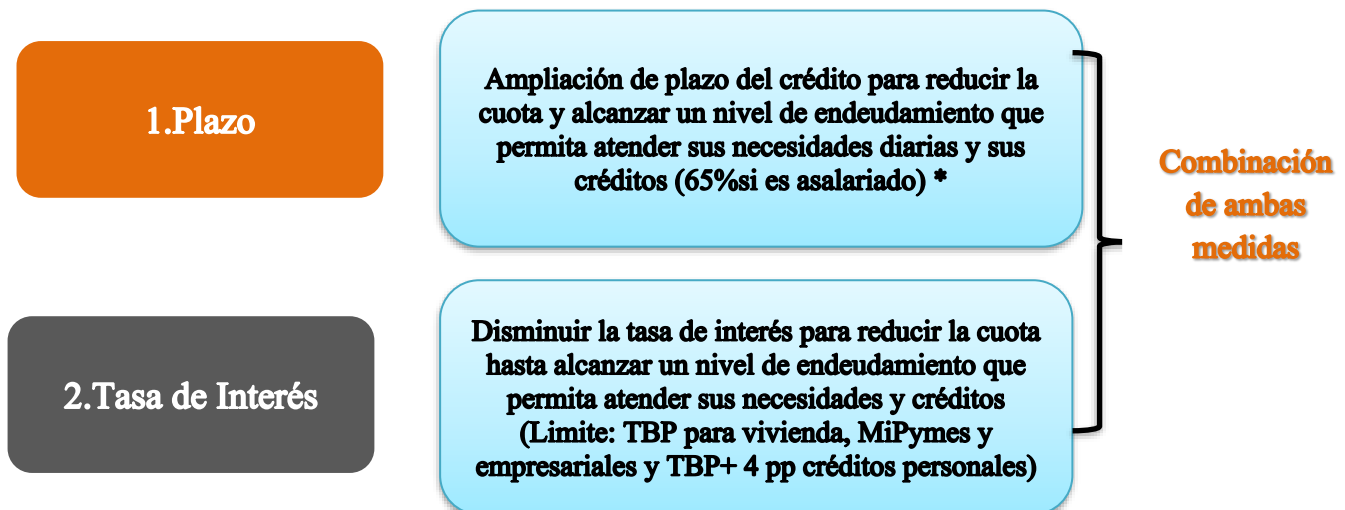 1.Plazo
Ampliación de plazo del crédito para reducir la
cuota y alcanzar un nivel de endeudamiento que
permita atender sus necesidades diarias y sus
créditos (65%si es asalariado) *
Combinación
de ambas
medidas
2.Tasa de Interés
Disminuir la tasa de interés para reducir la cuota
hasta alcanzar un nivel de endeudamiento que
permita atender sus necesidades y créditos
(Limite: TBP para vivienda, MiPymes y
empresariales y TBP+ 4 pp créditos personales)